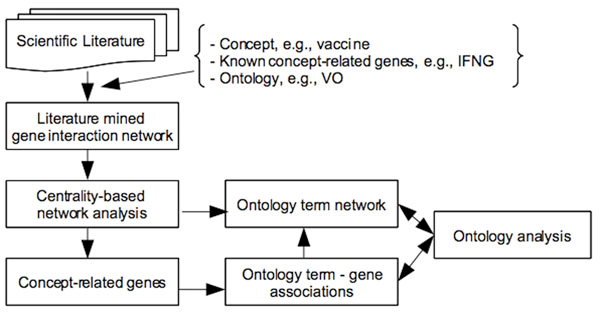 Scientific Literature
- Concept, e.g., vaccine
- Known concept-related genes, e.g., IFNG
- Ontology, e.g., VO
Literature mined
gene interaction network
Centrality-based
network analysis
Ontology term network
Ontology analysis
Concept-related genes
Ontology term - gene
associations